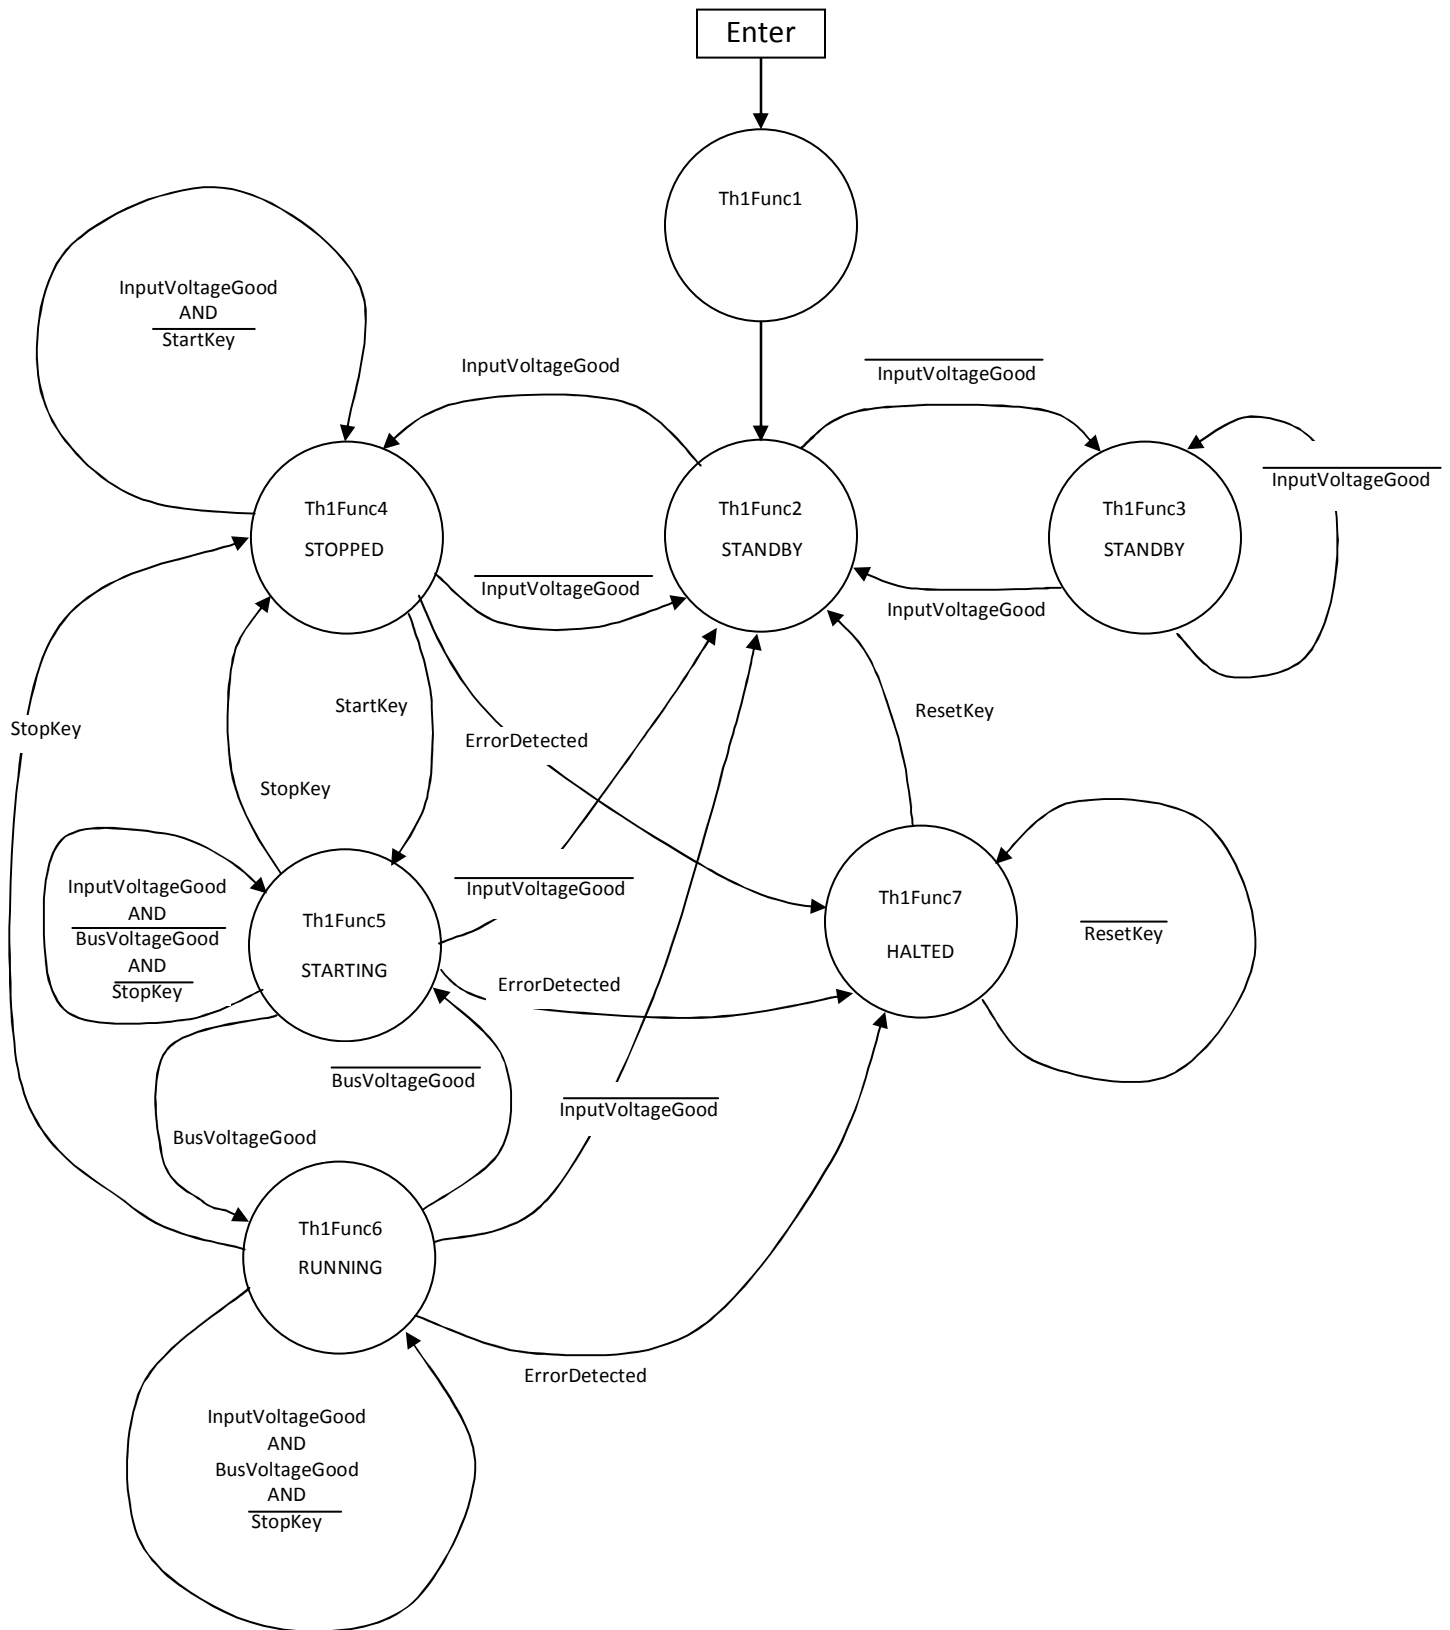 Enter
Th1Func1
InputVoltageGood
AND
StartKey
InputVoltageGood
InputVoltageGood
InputVoltageGood
Th1Func4
STOPPED
Th1Func2
STANDBY
Th1Func3
STANDBY
InputVoltageGood
InputVoltageGood
StartKey
ResetKey
StopKey
ErrorDetected
StopKey
InputVoltageGood
AND
BusVoltageGood
AND
StopKey
Th1Func5
STARTING
InputVoltageGood
Th1Func7
HALTED
ResetKey
ErrorDetected
BusVoltageGood
InputVoltageGood
BusVoltageGood
Th1Func6
RUNNING
ErrorDetected
InputVoltageGood
AND
BusVoltageGood
AND
StopKey